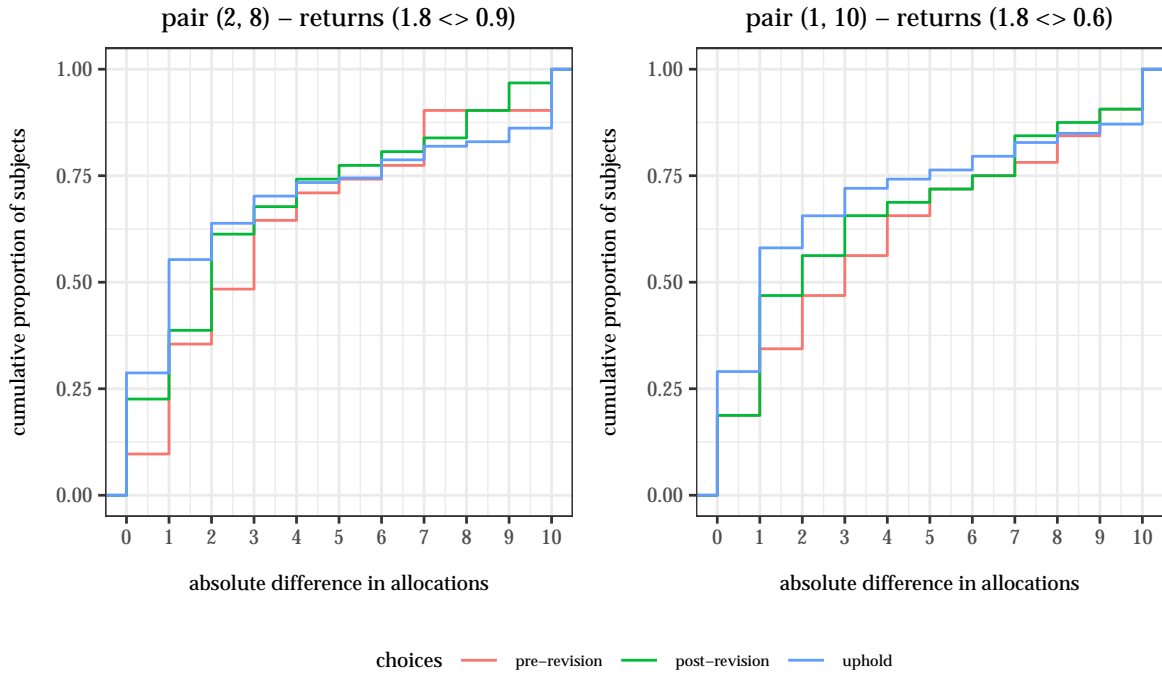 pair (2, 8) – returns (1.8 <> 0.9)
cumulative proportion of subjects
1.00
0.75
0.50
0.25
0.00
0 1 2 3 4 5 6 7 8 9 10
absolute difference in allocations
pair (1, 10) – returns (1.8 <> 0.6)
cumulative proportion of subjects
1.00
0.75
0.50
0.25
0.00
0 1 2 3 4 5 6 7 8 9 10
absolute difference in allocations
choices pre−revision post−revision uphold